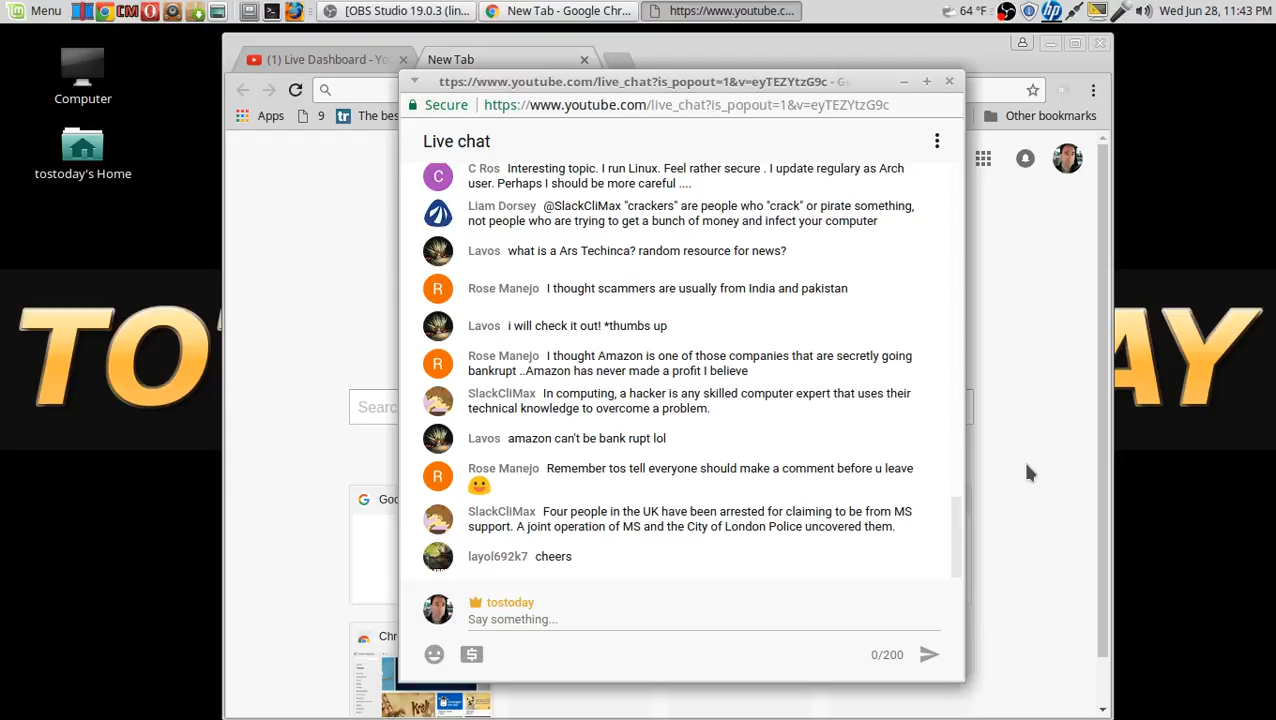 Menu
[OBS Studio 19.0.3 (lin...
New Tab - Google Chr...
https://www.youtube.c...
64 °F
Wed Jun 28, 11:43 PM
(1) Live Dashboard - Yo
New Tab
ttps://www.youtube.com/live_chat?is_popout=1&v=eyTEZYtzG9c - G
Computer
Secure
https://www.youtube.com/live_chat?is_popout=1&v=eyTEZYtzG9c
Apps
9
The bes
Other bookmarks
Live chat
tostoday's Home
C Ros Interesting topic. I run Linux. Feel rather secure . I update regulary as Arch
user. Perhaps I should be more careful ....
Liam Dorsey @SlackCliMax "crackers" are people who "crack" or pirate something,
not people who are trying to get a bunch of money and infect your computer
Lavos what is a Ars Techinca? random resource for news?
Rose Manejo I thought scammers are usually from India and pakistan
Lavos i will check it out! *thumbs up
Rose Manejo I thought Amazon is one of those companies that are secretly going
bankrupt ..Amazon has never made a profit I believe
SlackCliMax In computing, a hacker is any skilled computer expert that uses their
technical knowledge to overcome a problem.
Lavos amazon can't be bank rupt lol
Rose Manejo Remember tos tell everyone should make a comment before u leave
SlackCliMax Four people in the UK have been arrested for claiming to be from MS
support. A joint operation of MS and the City of London Police uncovered them.
layol692k7 cheers
tostoday
Say something...
0/200
TO
AY
Searc
Goo
Chr